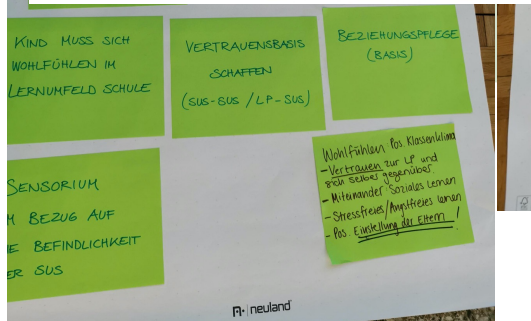 KIND MUSS SICH
WOHLFÜHLEN IM
LERNUMFELD SCHULE
VERTRAUENSBASIS
SCHAFFEN
(SUS-SUS / LP-SUS)
BEZIEHUNGSPFLEGE
(BASIS)
SENSORIUM
M BEZUG AUF
E BEFINDLICHKEIT
ER SUS
Wohlfühlen: Pos. Klassenklima
- Vertrauen zur LP und
sich selber gegenüber.
- Miteinander: Soziales Lernen
- Stressfreies/Angstfreies lernen
- Pos. Einstellung der Eltern!
neuland